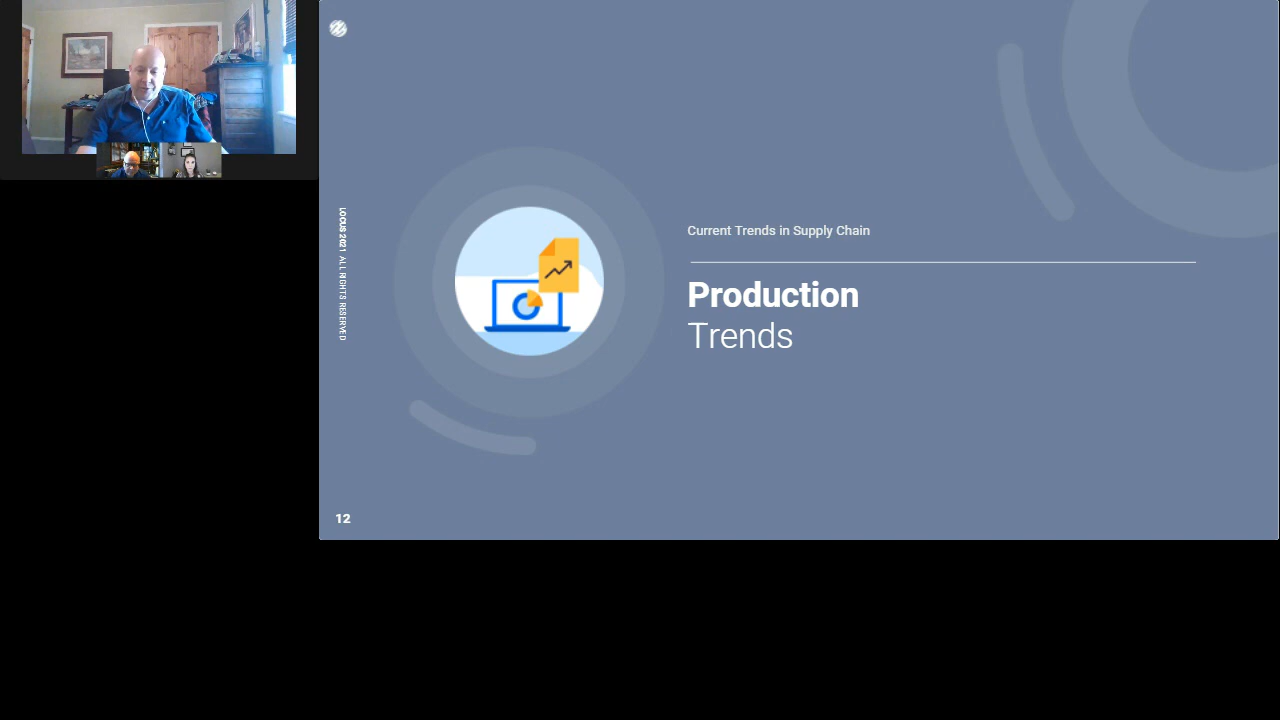 LOCUS 2021 ALL RIGHTS RESERVED
Current Trends in Supply Chain
Production
Trends
12